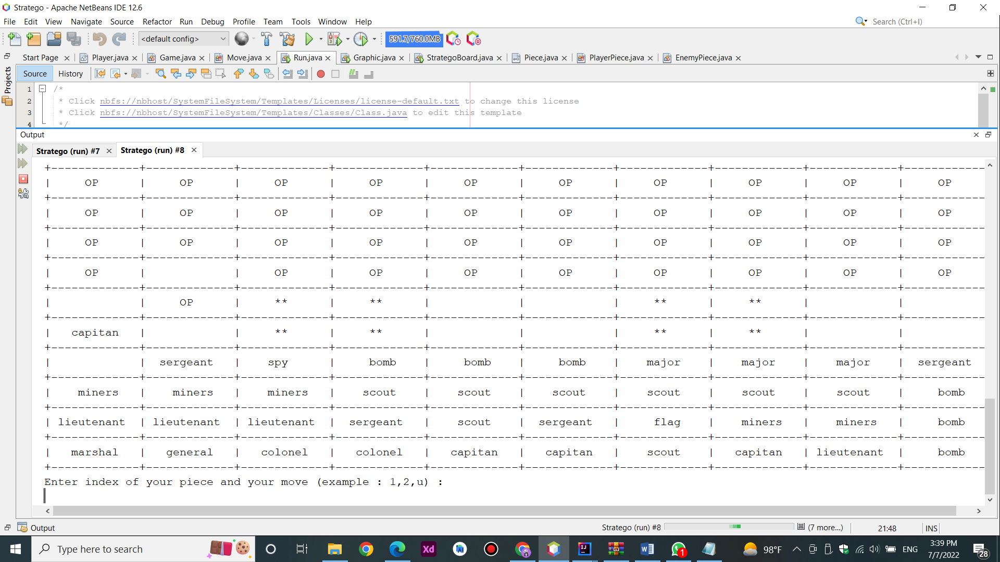 Stratego - Apache NetBeans IDE 12.6
File Edit View Navigate Source Refactor Run Debug Profile Team Tools Window Help Search (Ctrl+I)
<default config> 591.7/760.0MB
Start Page Player.java Game.java Move.java Run.java Graphic.java StrategoBoard.java Piece.java PlayerPiece.java EnemyPiece.java
Projects
Source History
1 /*
2 * Click nbfs://nbhost/SystemFileSystem/Templates/Licenses/license-default.txt to change this license
3 * Click nbfs://nbhost/SystemFileSystem/Templates/Classes/Class.java to edit this template
4 */
Output
Stratego (run) #7 Stratego (run) #8
+-------------+-------------+-------------+-------------+-------------+-------------+-------------+-------------+-------------+------------
| OP | OP | OP | OP | OP | OP | OP | OP | OP | OP
+-------------+-------------+-------------+-------------+-------------+-------------+-------------+-------------+-------------+------------
| OP | OP | OP | OP | OP | OP | OP | OP | OP | OP
+-------------+-------------+-------------+-------------+-------------+-------------+-------------+-------------+-------------+------------
| OP | OP | OP | OP | OP | OP | OP | OP | OP | OP
+-------------+-------------+-------------+-------------+-------------+-------------+-------------+-------------+-------------+------------
| OP | | OP | OP | OP | OP | OP | OP | OP | OP
+-------------+-------------+-------------+-------------+-------------+-------------+-------------+-------------+-------------+------------
| | OP | ** | ** | | | ** | ** | |
+-------------+-------------+-------------+-------------+-------------+-------------+-------------+-------------+-------------+------------
| capitan | | ** | ** | | | ** | ** | |
+-------------+-------------+-------------+-------------+-------------+-------------+-------------+-------------+-------------+------------
| | sergeant | spy | bomb | bomb | bomb | major | major | major | sergeant
+-------------+-------------+-------------+-------------+-------------+-------------+-------------+-------------+-------------+------------
| miners | miners | miners | scout | scout | scout | scout | scout | scout | bomb
+-------------+-------------+-------------+-------------+-------------+-------------+-------------+-------------+-------------+------------
| lieutenant | lieutenant | lieutenant | sergeant | scout | sergeant | flag | miners | miners | bomb
+-------------+-------------+-------------+-------------+-------------+-------------+-------------+-------------+-------------+------------
| marshal | general | colonel | colonel | capitan | capitan | scout | capitan | lieutenant | bomb
+-------------+-------------+-------------+-------------+-------------+-------------+-------------+-------------+-------------+------------
Enter index of your piece and your move (example : 1,2,u) :
Output Stratego (run) #8 (7 more...) 21:48 INS
Type here to search Xd IJ W 1 98°F ENG 3:39 PM
7/7/2022 28